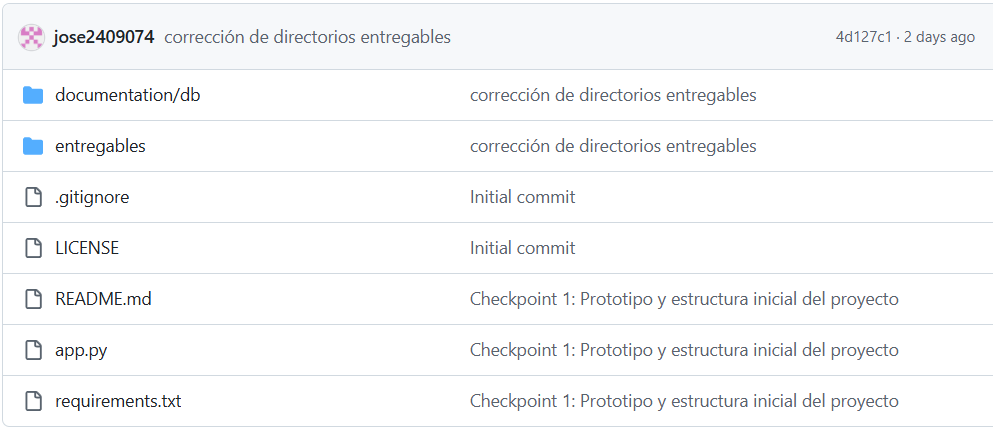 jose2409074 corrección de directorios entregables 4d127c1 · 2 days ago
documentation/db corrección de directorios entregables
entregables corrección de directorios entregables
.gitignore Initial commit
LICENSE Initial commit
README.md Checkpoint 1: Prototipo y estructura inicial del proyecto
app.py Checkpoint 1: Prototipo y estructura inicial del proyecto
requirements.txt Checkpoint 1: Prototipo y estructura inicial del proyecto